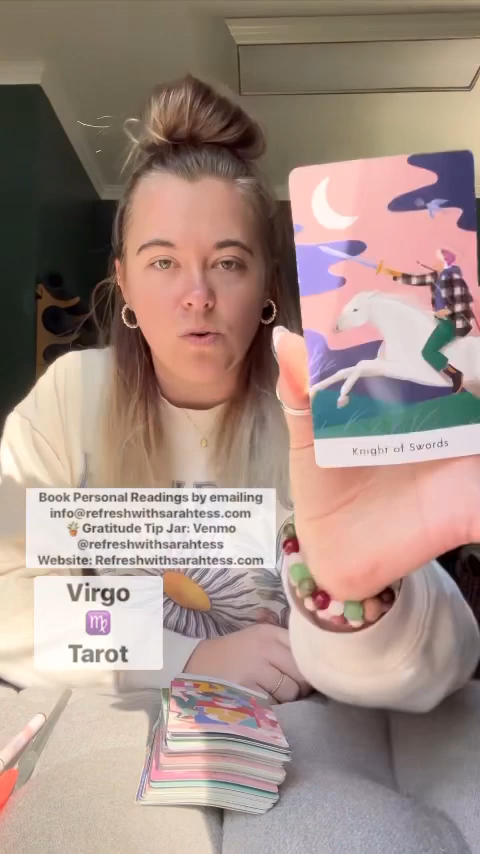 Knight of Swords
Book Personal Readings by emailing
info@refreshwithsarahtess.com
🪴 Gratitude Tip Jar: Venmo
@refreshwithsarahtess
Website: Refreshwithsarahtess.com
Virgo
♍
Tarot